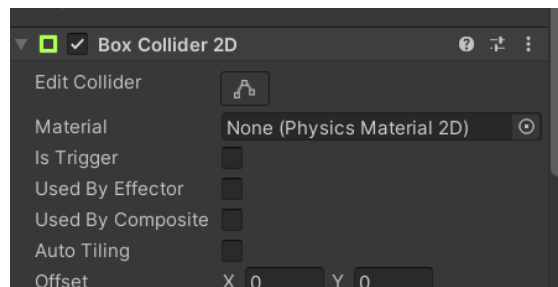 Box Collider 2D
Edit Collider
Material None (Physics Material 2D)
Is Trigger
Used By Effector
Used By Composite
Auto Tiling
Offset X 0 Y 0